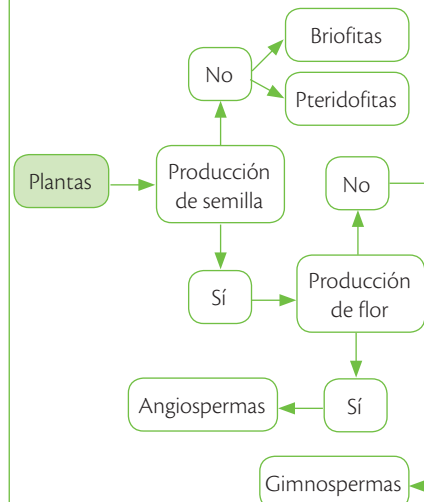 Briofitas
No
Pteridofitas
Plantas
Producción
de semilla
No
Sí
Producción
de flor
Angiospermas
Sí
Gimnospermas